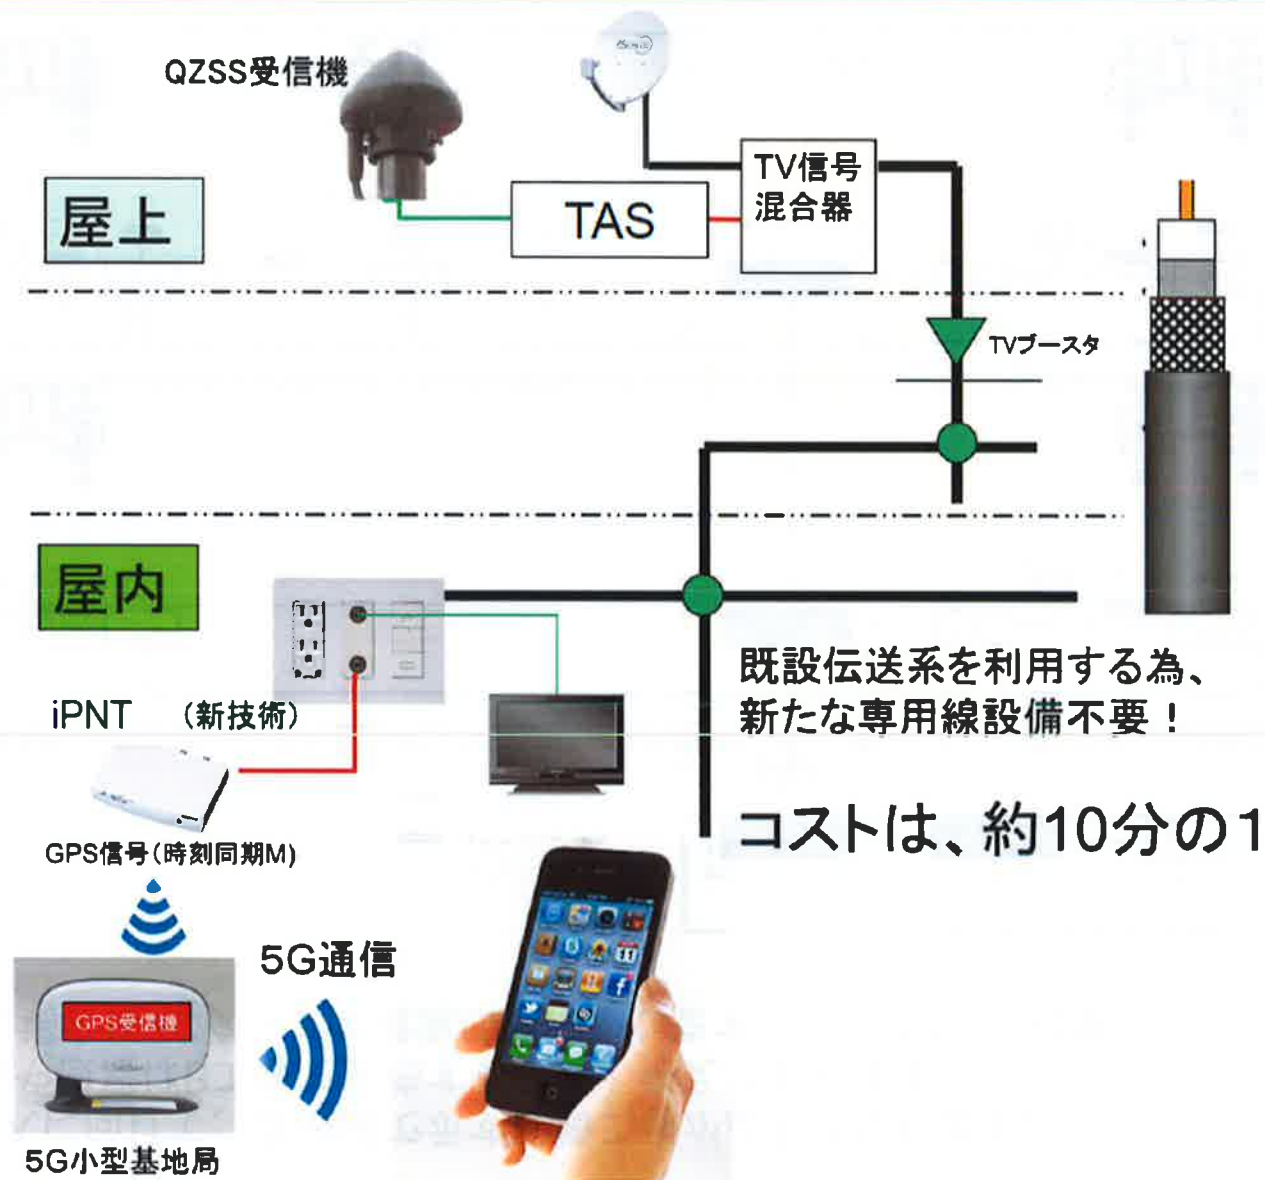 QZSS受信機
TV信号
混合器
TAS
屋上
TVブースタ
屋内
既設伝送系を利用する為、
新たな専用線設備不要！
iPNT （新技術）
コストは、約10分の1
GPS信号（時刻同期M)
5G通信
11
GPS受信機
5G小型基地局